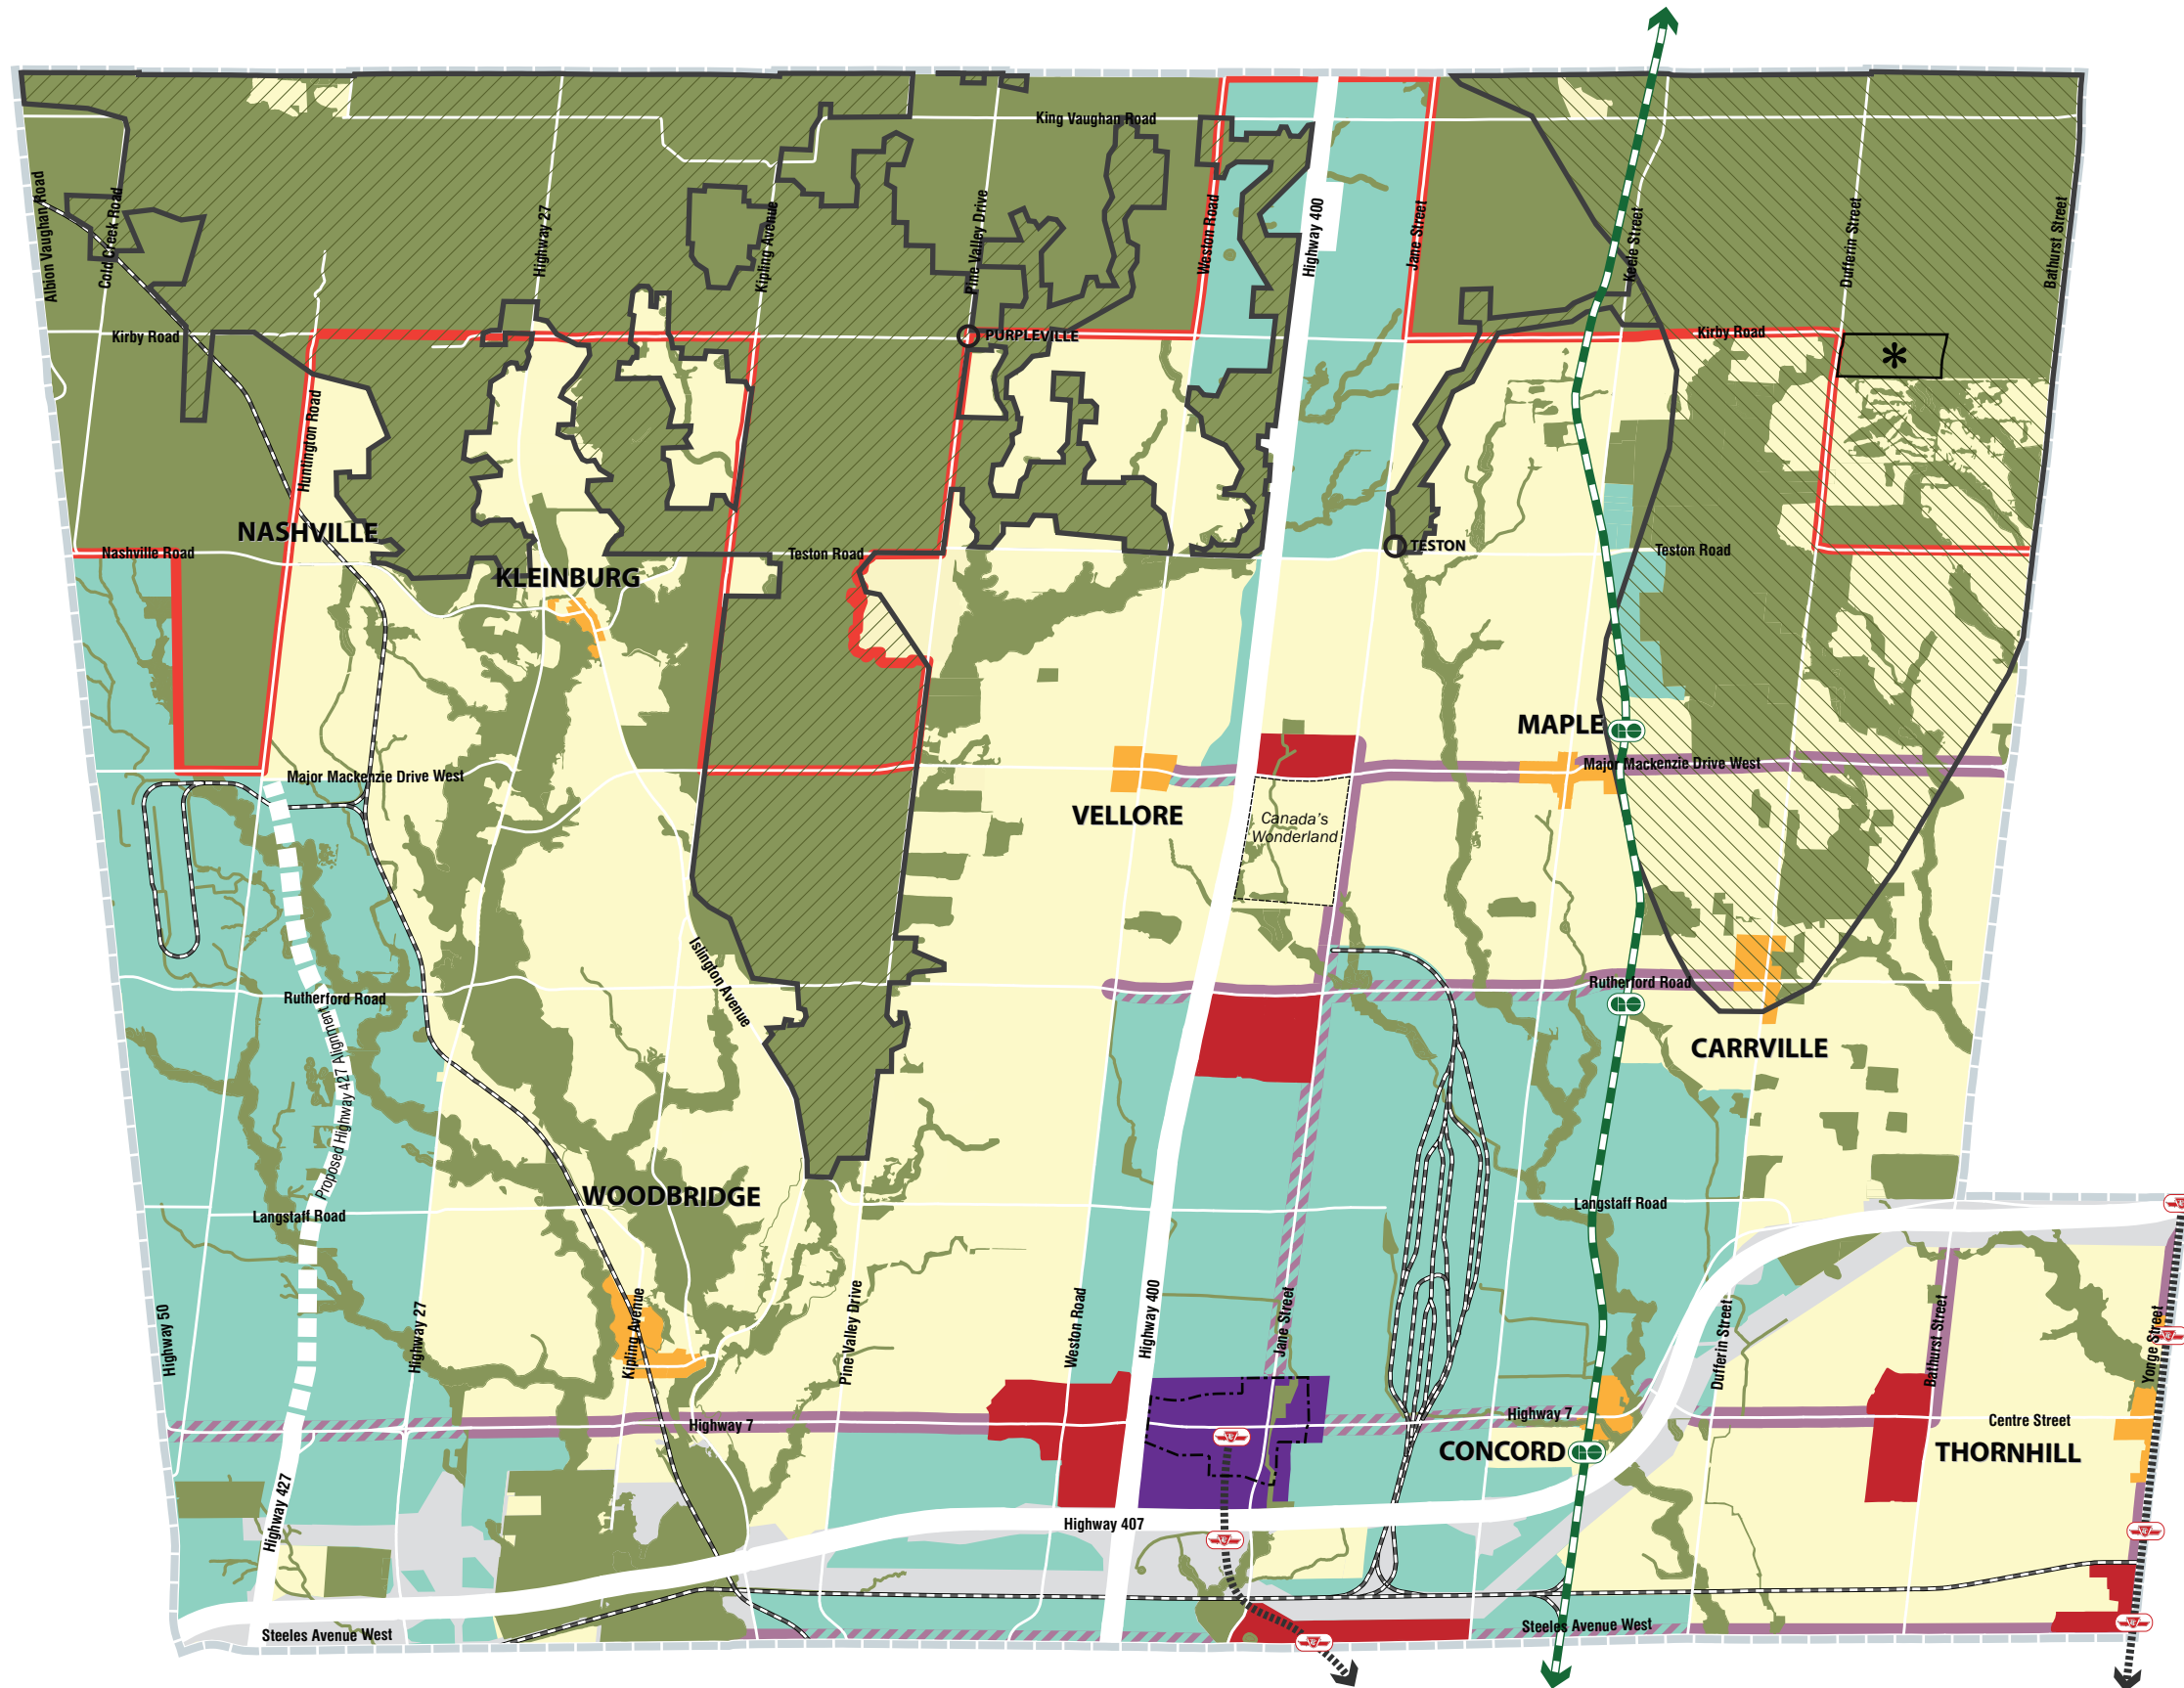 King Vaughan Road
Albion Vaughan Road
Cold Creek Road
Highway 27
Kipling Avenue
Pine Valley Drive
Weston Road
Highway 400
Jane Street
Keele Street
Dufferin Street
Bathurst Street
Kirby Road
PURPLEVILLE
Kirby Road
*
Huntington Road
NASHVILLE
Nashville Road
KLEINBURG
Teston Road
TESTON
Teston Road
MAPLE
Major Mackenzie Drive West
Major Mackenzie Drive West
VELLORE
Canada's
Wonderland
Islington Avenue
Rutherford Road
Rutherford Road
Proposed Highway 427 Alignment
CARRVILLE
WOODBRIDGE
Langstaff Road
Langstaff Road
Highway 50
Highway 27
Kipling Avenue
Pine Valley Drive
Weston Road
Highway 400
Jane Street
Dufferin Street
Bathurst Street
Yonge Street
Highway 7
Highway 7
Centre Street
CONCORD
THORNHILL
Highway 427
Highway 407
Steeles Avenue West
Steeles Avenue West